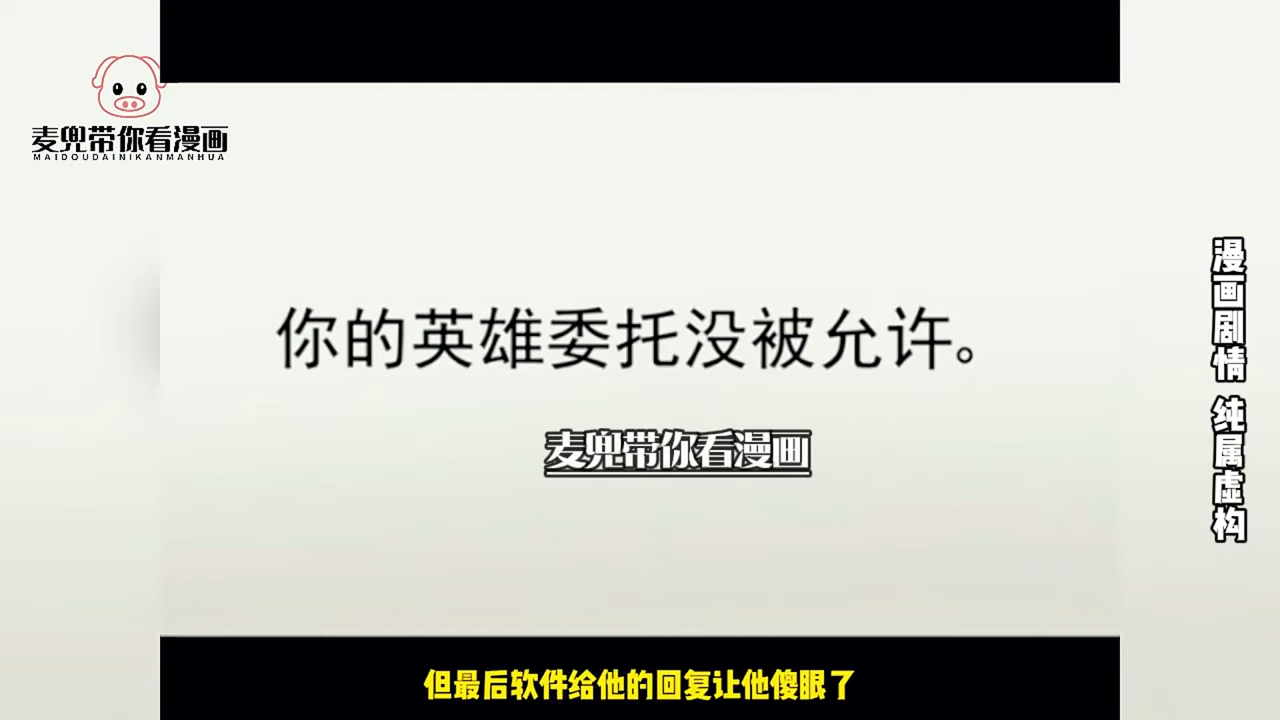 麦兜带你看漫画
MAIDOUDAINIKANMANHUA
你的英雄委托没被允许。
麦兜带你看漫画
漫画剧情 纯属虚构
但最后软件给他的回复让他傻眼了